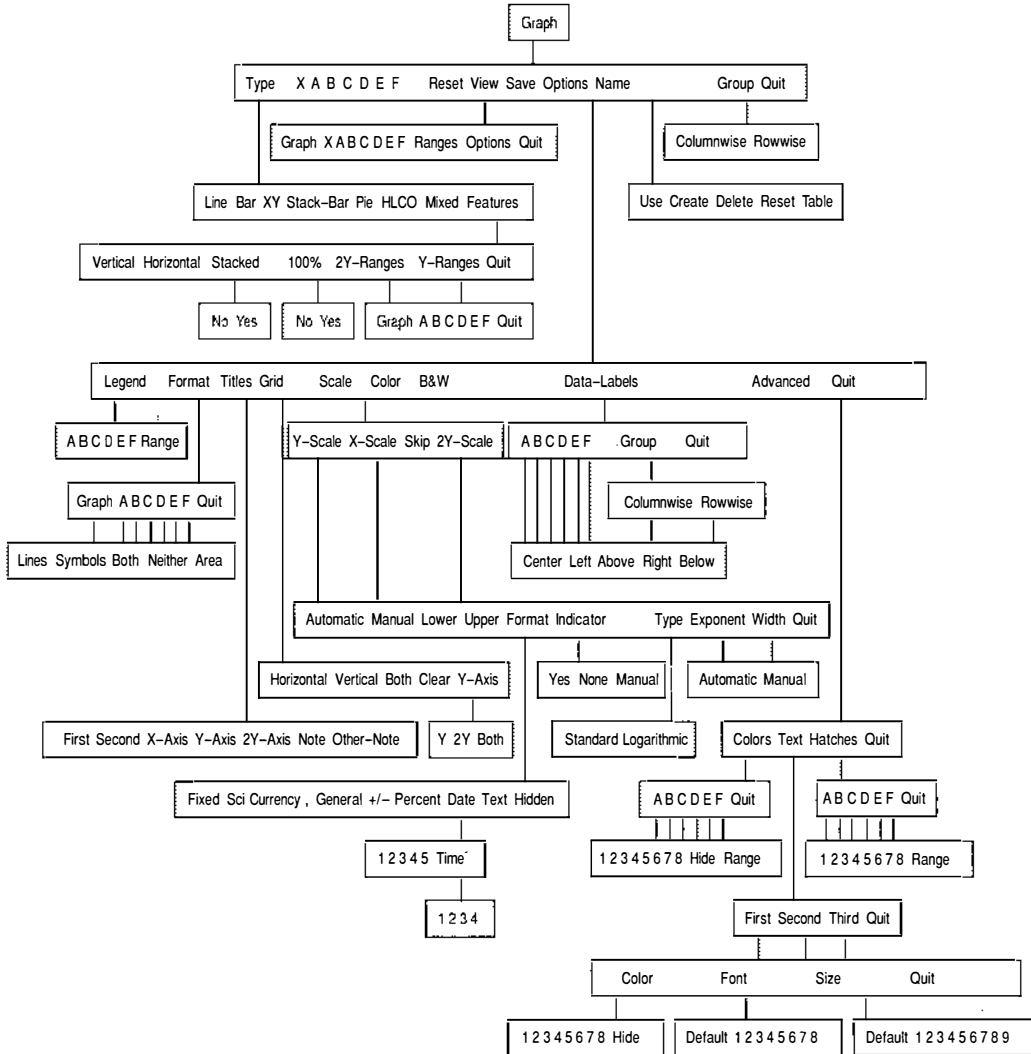 Graph
Type X A B C D E F Reset View Save Options Name Group Quit
Graph X A B C D E F Ranges Options Quit
Columnwise Rowwise
Line Bar XY Stack-Bar Pie HLCO Mixed Features
Use Create Delete Reset Table
Vertical Horizontal Stacked 100% 2Y-Ranges Y-Ranges Quit
No Yes
No Yes
Graph A B C D E F Quit
Legend Format Titles Grid Scale Color B&W Data-Labels Advanced Quit
A B C D E F Range
Y-Scale X-Scale Skip 2Y-Scale
A B C D E F Group Quit
Graph A B C D E F Quit
Columnwise Rowwise
Lines Symbols Both Neither Area
Center Left Above Right Below
Automatic Manual Lower Upper Format Indicator Type Exponent Width Quit
Horizontal Vertical Both Clear Y-Axis
Yes None Manual
Automatic Manual
First Second X-Axis Y-Axis 2Y-Axis Note Other-Note
Y 2Y Both
Standard Logarithmic
Colors Text Hatches Quit
Fixed Sci Currency , General +/- Percent Date Text Hidden
A B C D E F Quit
A B C D E F Quit
1 2 3 4 5 Time
1 2 3 4 5 6 7 8 Hide Range
1 2 3 4 5 6 7 8 Range
1 2 3 4
First Second Third Quit
Color Font Size Quit
1 2 3 4 5 6 7 8 Hide
Default 1 2 3 4 5 6 7 8
Default 1 2 3 4 5 6 7 8 9